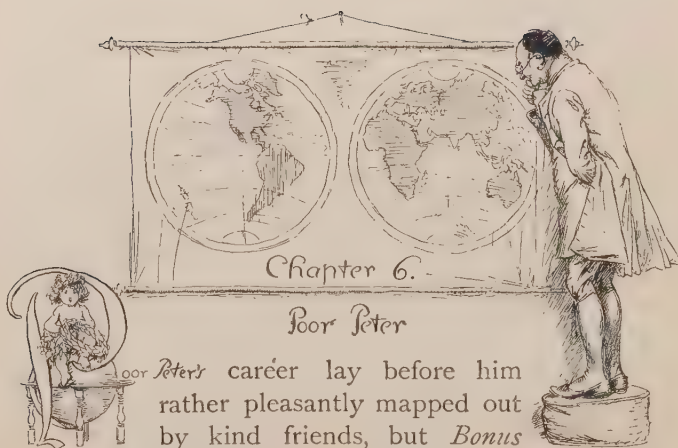 Chapter 6.
Poor Peter
Poor Peter's career lay before him
rather pleasantly mapped out
by kind friends, but Bonus